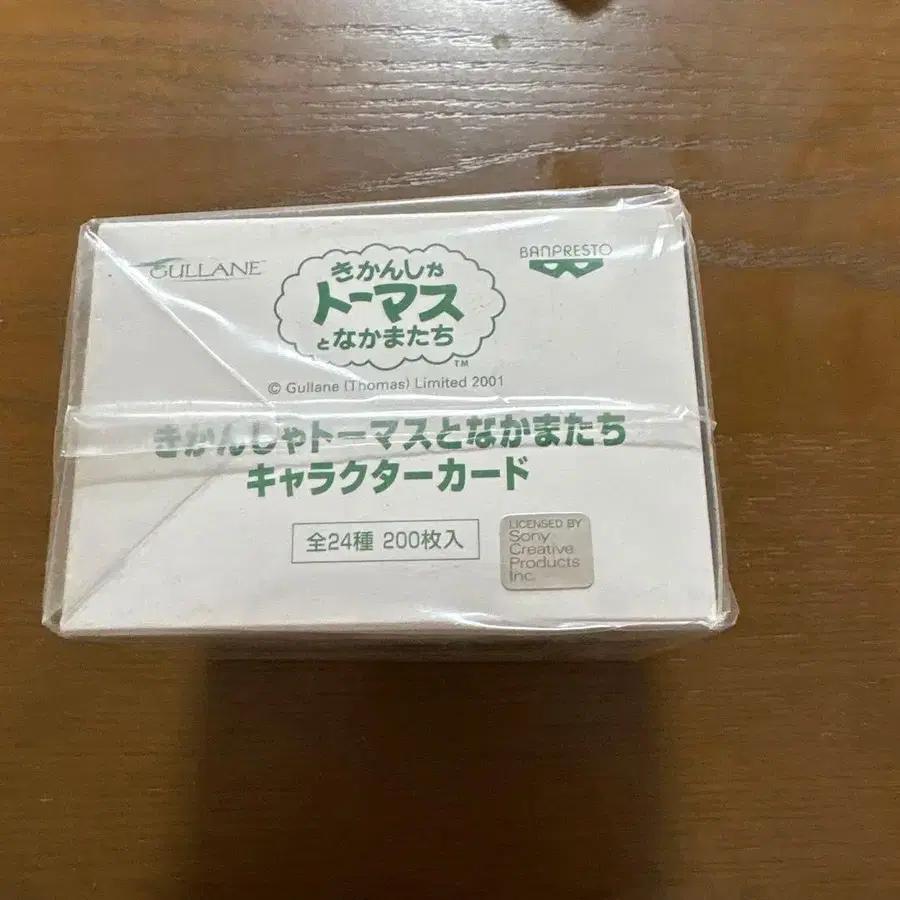 GULLANE
きかんしゃ
トーマス
となかまたち
TM
BANPRESTO
© Gullane (Thomas) Limited 2001
きかんしゃトーマスとなかまたち
キャラクターカード
全24種 200枚入
LICENSED BY
Sony
Creative
Products
Inc.